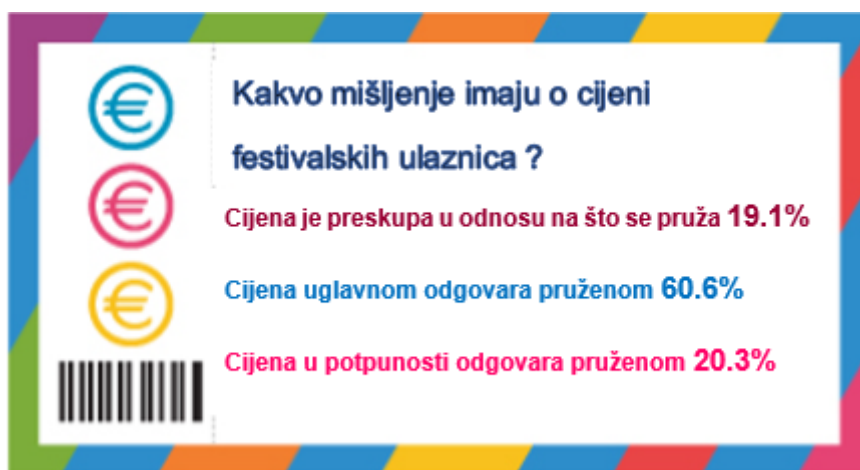 Kakvo mišljenje imaju o cijeni
festivalskih ulaznica ?
Cijena je preskupa u odnosu na što se pruža 19.1%
Cijena uglavnom odgovara pruženom 60.6%
Cijena u potpunosti odgovara pruženom 20.3%